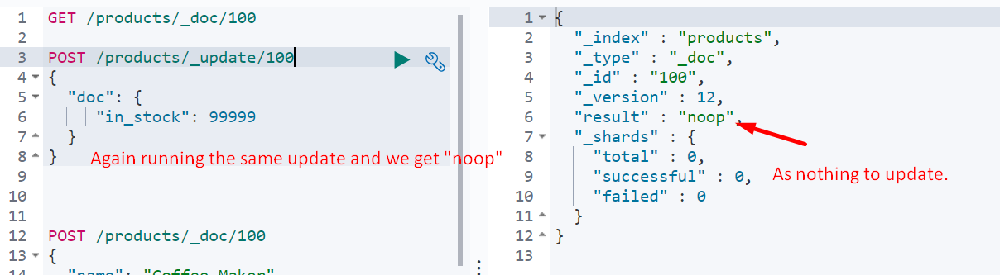 1 GET /products/_doc/100
2
3 POST /products/_update/100
4 {
5 "doc": {
6 "in_stock": 99999
7 }
8 }
Again running the same update and we get "noop"
9
10
11
12 POST /products/_doc/100
13 {
14
1 {
2 "_index" : "products",
3 "_type" : "_doc",
4 "_id" : "100",
5 "_version" : 12,
6 "result" : "noop",
7 "_shards" : {
8 "total" : 0,
9 "successful" : 0,
As nothing to update.
10 "failed" : 0
11 }
12 }
13